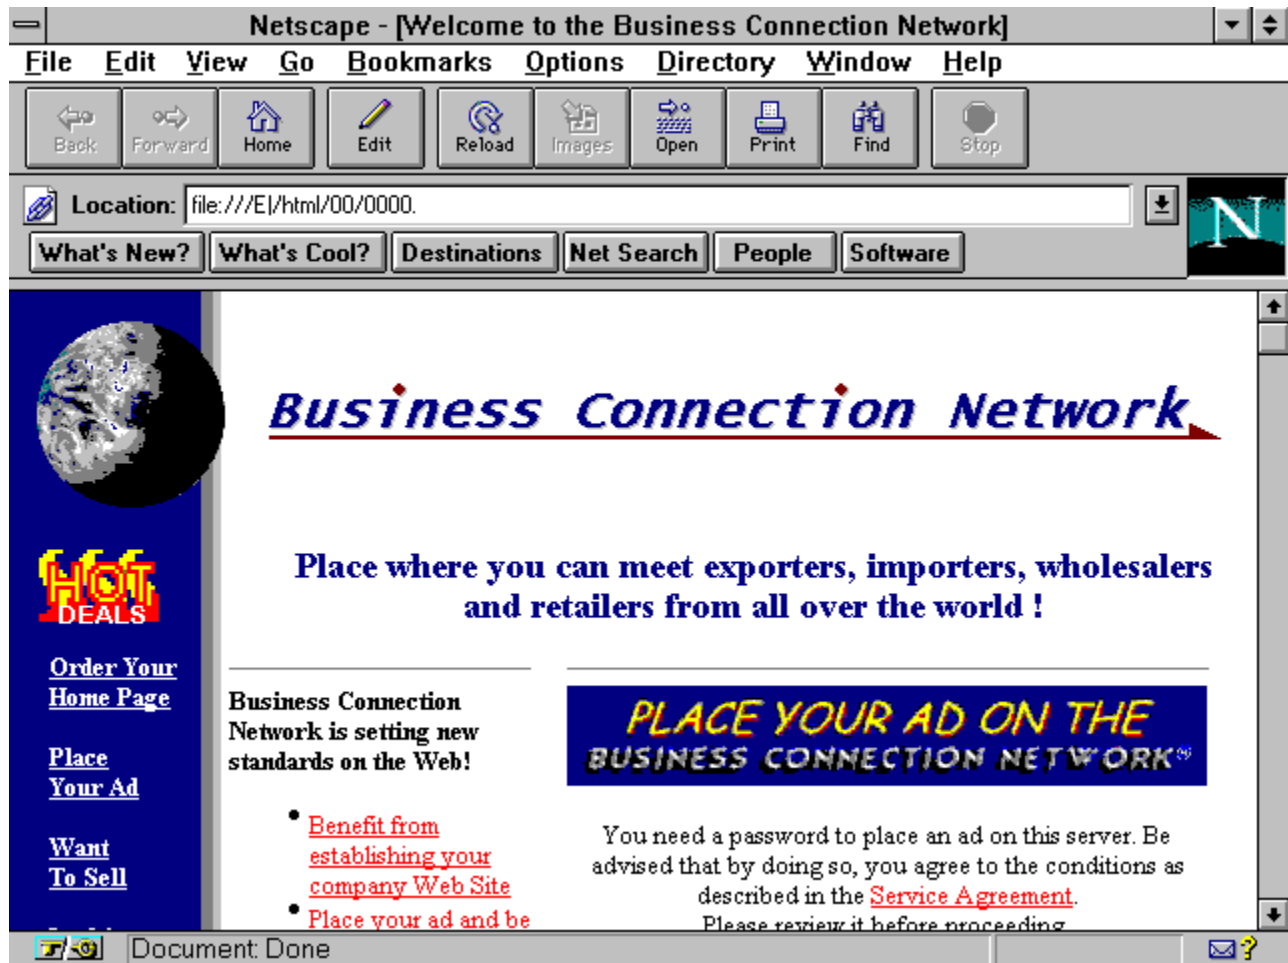 Netscape - [Welcome to the Business Connection Network]
File Edit View Go Bookmarks Options Directory Window Help
Back Forward Home Edit Reload Images Open Print Find Stop
Location: file:///E|/html/00/0000.
N
What's New? What's Cool? Destinations Net Search People Software
Business Connection Network
HOT
DEALS
Place where you can meet exporters, importers, wholesalers
and retailers from all over the world !
Order Your
Home Page
Place
Your Ad
Want
To Sell
Business Connection
Network is setting new
standards on the Web!
Benefit from
establishing your
company Web Site
Place your ad and be
PLACE YOUR AD ON THE
BUSINESS CONNECTION NETWORK®
You need a password to place an ad on this server. Be
advised that by doing so, you agree to the conditions as
described in the Service Agreement.
Please review it before proceeding
Document: Done